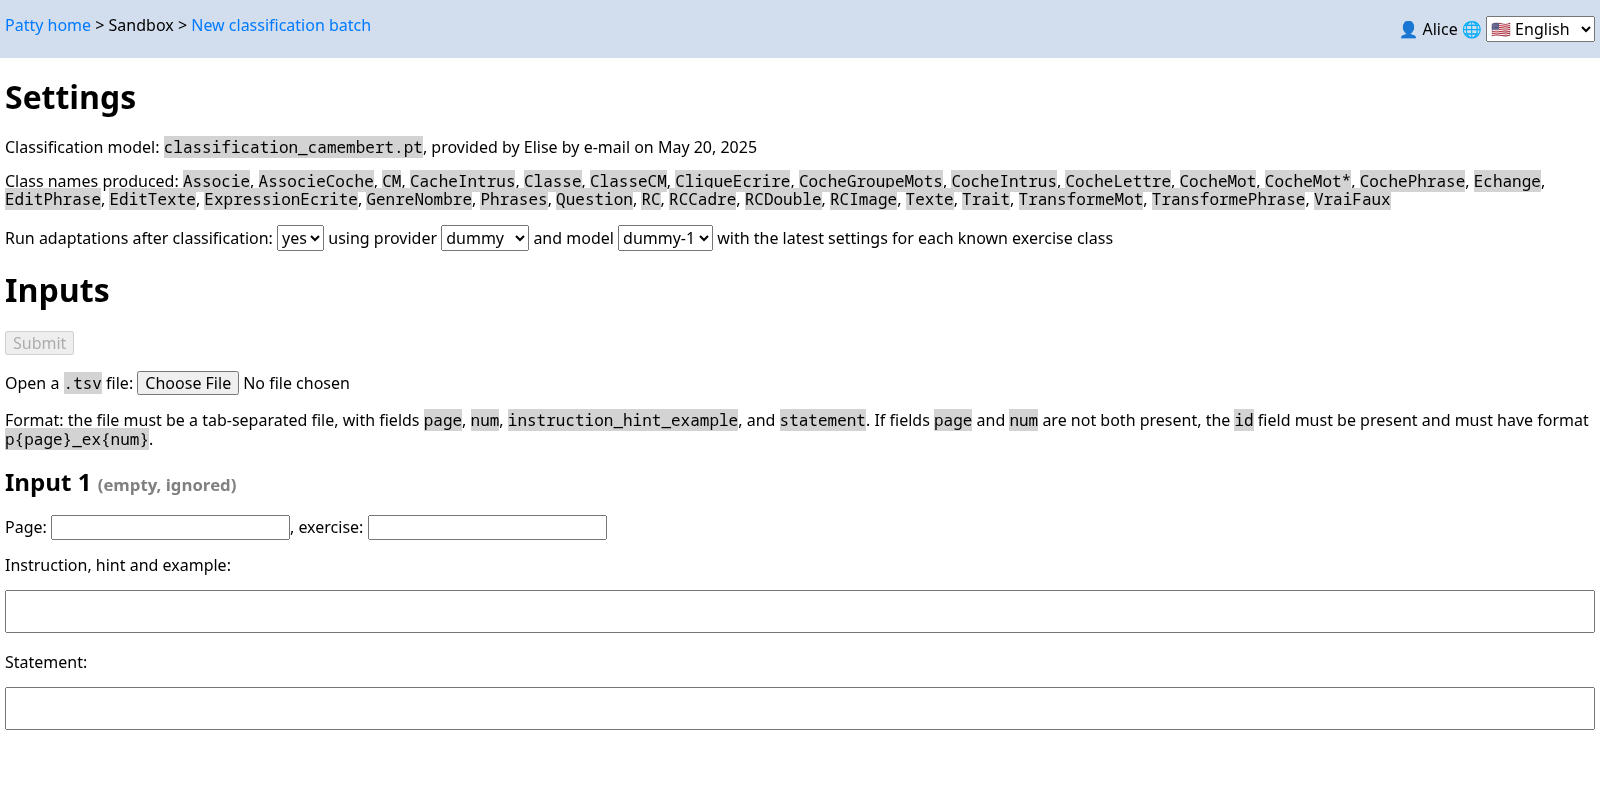 Patty home > Sandbox > New classification batch
👤 Alice 🌐 🇺🇸 English
Settings
Classification model: classification_camembert.pt, provided by Elise by e-mail on May 20, 2025
Class names produced: Associe, AssocieCoche, CM, CacheIntrus, Classe, ClasseCM, CliqueEcrire, CocheGroupeMots, CocheIntrus, CocheLettre, CocheMot, CocheMot*, CochePhrase, Echange,
EditPhrase, EditTexte, ExpressionEcrite, GenreNombre, Phrases, Question, RC, RCCadre, RCDouble, RCImage, Texte, Trait, TransformeMot, TransformePhrase, VraiFaux
Run adaptations after classification: yes using provider dummy and model dummy-1 with the latest settings for each known exercise class
Inputs
Submit
Open a .tsv file: Choose File No file chosen
Format: the file must be a tab-separated file, with fields page, num, instruction_hint_example, and statement. If fields page and num are not both present, the id field must be present and must have format
p{page}_ex{num}.
Input 1 (empty, ignored)
Page: , exercise:
Instruction, hint and example:
Statement: